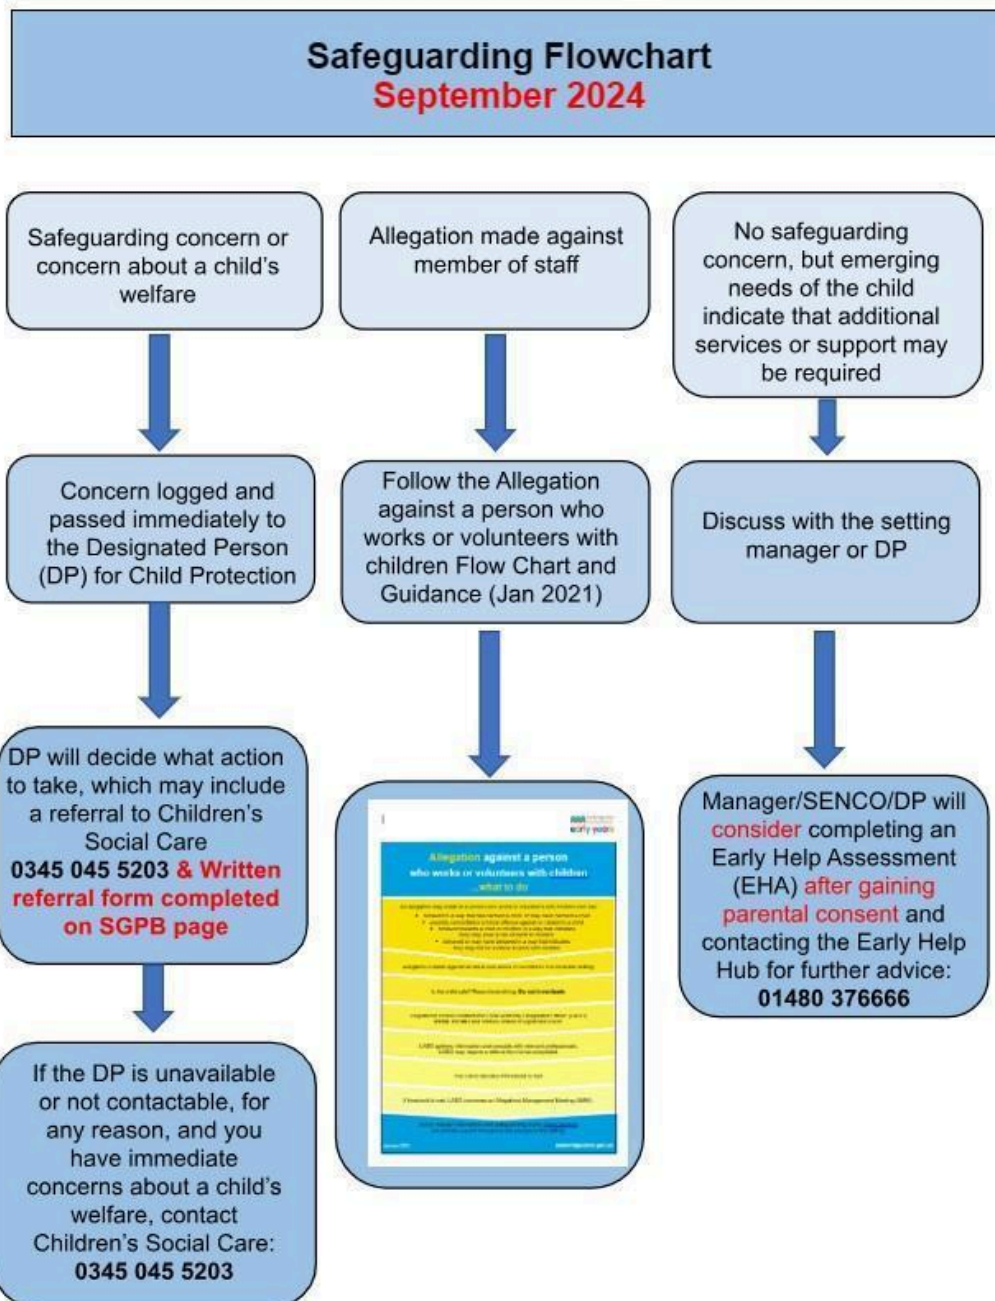 Safeguarding Flowchart
September 2024
Safeguarding concern or
concern about a child's
welfare
Concern logged and
passed immediately to
the Designated Person
(DP) for Child Protection
DP will decide what action
to take, which may include
a referral to Children's
Social Care
0345 045 5203 & Written
referral form completed
on SGPB page
If the DP is unavailable
or not contactable, for
any reason, and you
have immediate
concerns about a child's
welfare, contact
Children's Social Care:
0345 045 5203
Allegation made against
member of staff
Follow the Allegation
against a person who
works or volunteers with
children Flow Chart and
Guidance (Jan 2021)
early years
Allegation against a person
who works or volunteers with children
...what to do
No safeguarding
concern, but emerging
needs of the child
indicate that additional
services or support may
be required
Discuss with the setting
manager or DP
Manager/SENCO/DP will
consider completing an
Early Help Assessment
(EHA) after gaining
parental consent and
contacting the Early Help
Hub for further advice:
01480 376666